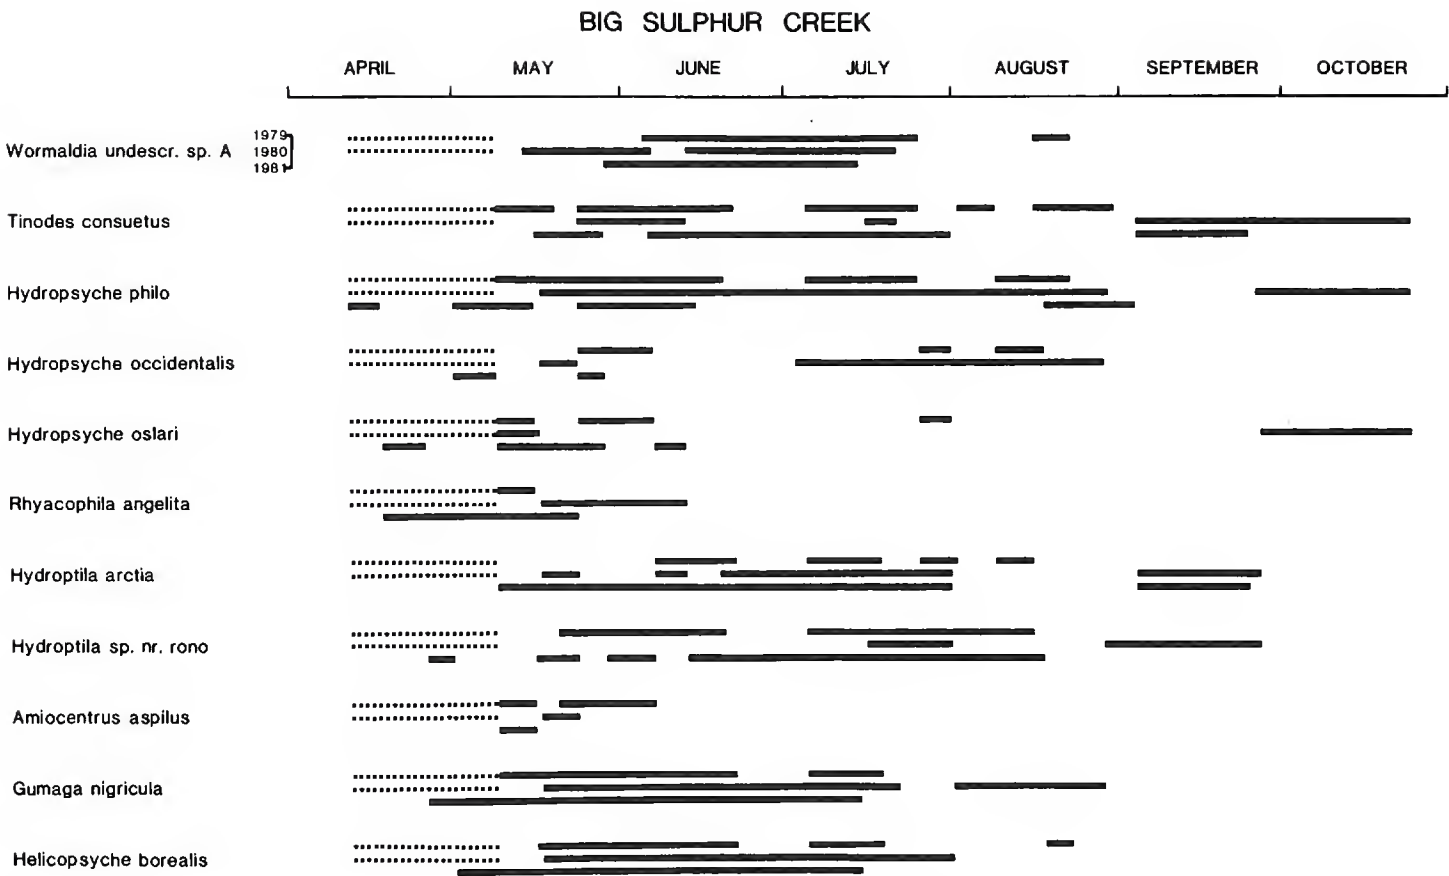 BIG SULPHUR CREEK
APRIL MAY JUNE JULY AUGUST SEPTEMBER OCTOBER
1979
Wormaldia undescr. sp. A 1980
1981
Tinodes consuetus
Hydropsyche philo
Hydropsyche occidentalis
Hydropsyche oslari
Rhyacophila angelita
Hydroptila arctia
Hydroptila sp. nr. rono
Amiocentrus aspilus
Gumaga nigricula
Helicopsyche borealis